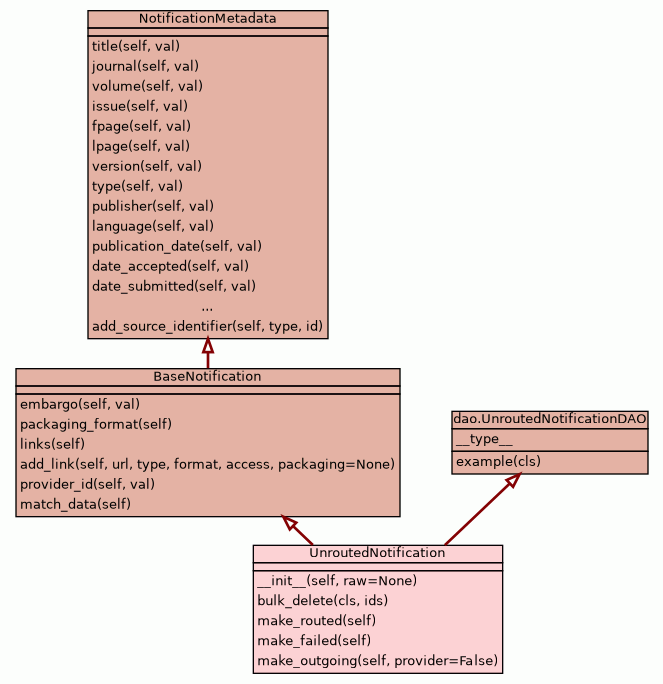 NotificationMetadata
title(self, val)
journal(self, val)
volume(self, val)
issue(self, val)
fpage(self, val)
lpage(self, val)
version(self, val)
type(self, val)
publisher(self, val)
language(self, val)
publication_date(self, val)
date_accepted(self, val)
date_submitted(self, val)
...
add_source_identifier(self, type, id)
BaseNotification
embargo(self, val)
packaging_format(self)
links(self)
add_link(self, url, type, format, access, packaging=None)
provider_id(self, val)
match_data(self)
dao.UnroutedNotificationDAO
__type__
example(cls)
UnroutedNotification
__init__(self, raw=None)
bulk_delete(cls, ids)
make_routed(self)
make_failed(self)
make_outgoing(self, provider=False)